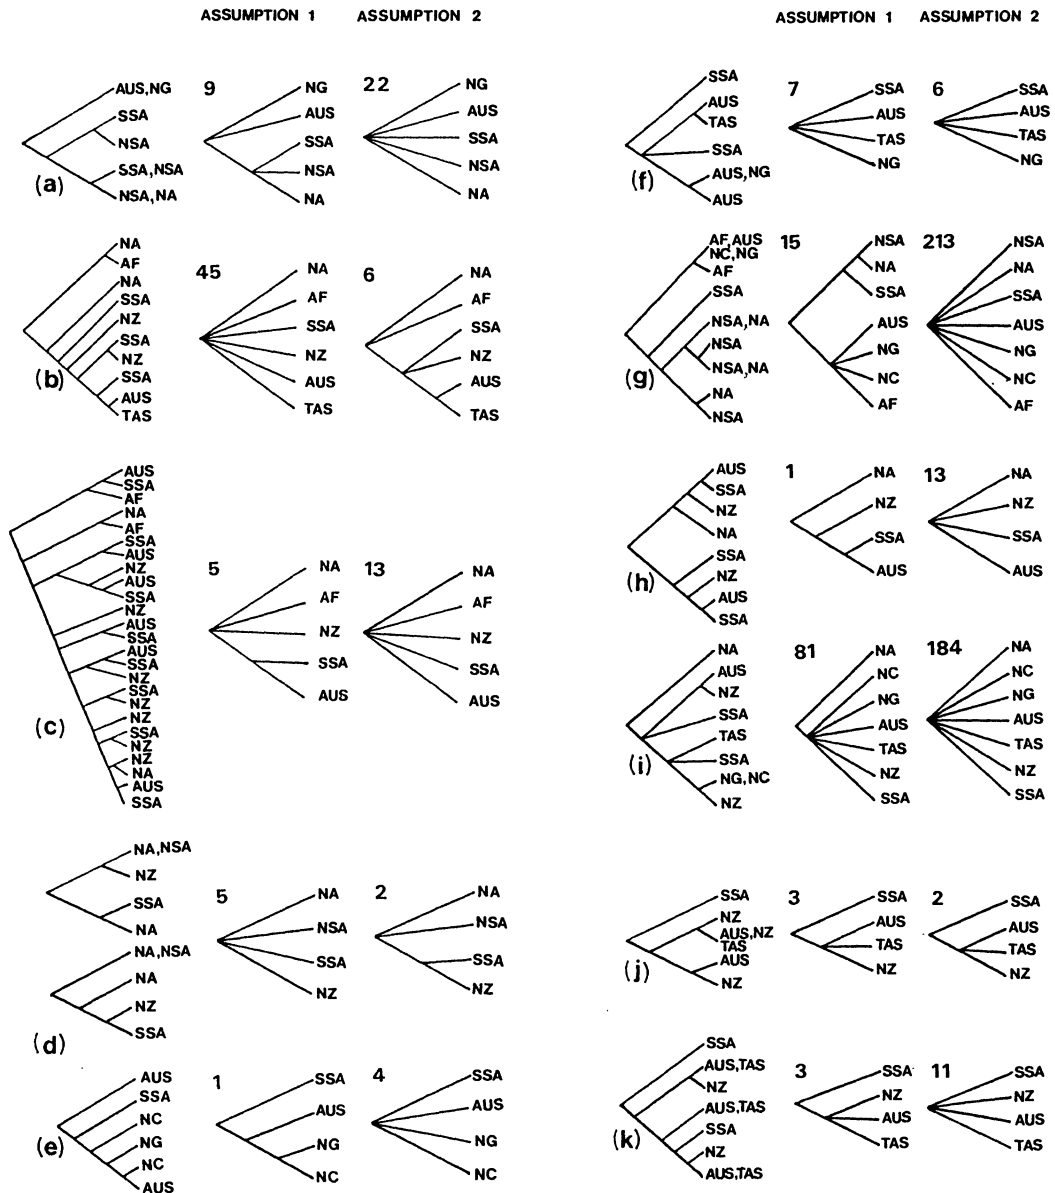 ASSUMPTION 1 ASSUMPTION 2
AUS,NG
SSA
NSA
SSA,NSA
NSA,NA
(a)
9
NG
AUS
SSA
NSA
NA
22
NG
AUS
SSA
NSA
NA
NA
AF
NA
SSA
NZ
SSA
NZ
SSA
AUS
TAS
(b)
45
NA
AF
SSA
NZ
AUS
TAS
6
NA
AF
SSA
NZ
AUS
TAS
AUS
SSA
AF
NA
AF
SSA
AUS
NZ
AUS
SSA
NZ
AUS
SSA
AUS
SSA
NZ
SSA
NZ
NZ
SSA
NZ
NZ
NA
AUS
SSA
(c)
5
NA
AF
NZ
SSA
AUS
13
NA
AF
NZ
SSA
AUS
NA,NSA
NZ
SSA
NA
NA,NSA
NA
NZ
SSA
(d)
5
NA
NSA
SSA
NZ
2
NA
NSA
SSA
NZ
AUS
SSA
NC
NG
NC
AUS
(e)
1
SSA
AUS
NG
NC
4
SSA
AUS
NG
NC
ASSUMPTION 1 ASSUMPTION 2
SSA
AUS
TAS
SSA
AUS,NG
AUS
(f)
7
SSA
AUS
TAS
NG
6
SSA
AUS
TAS
NG
AF,AUS
NC,NG
AF
SSA
NSA,NA
NSA
NSA,NA
NA
NSA
(g)
15
NSA
NA
SSA
AUS
NG
NC
AF
213
NSA
NA
SSA
AUS
NG
NC
AF
AUS
SSA
NZ
NA
SSA
NZ
AUS
SSA
(h)
1
NA
NZ
SSA
AUS
13
NA
NZ
SSA
AUS
NA
AUS
NZ
SSA
TAS
SSA
NG,NC
NZ
(i)
81
NA
NC
NG
AUS
TAS
NZ
SSA
184
NA
NC
NG
AUS
TAS
NZ
SSA
SSA
NZ
AUS,NZ
TAS
AUS
NZ
(j)
3
SSA
AUS
TAS
NZ
2
SSA
AUS
TAS
NZ
SSA
AUS,TAS
NZ
AUS,TAS
SSA
NZ
AUS,TAS
(k)
3
SSA
NZ
AUS
TAS
11
SSA
NZ
AUS
TAS